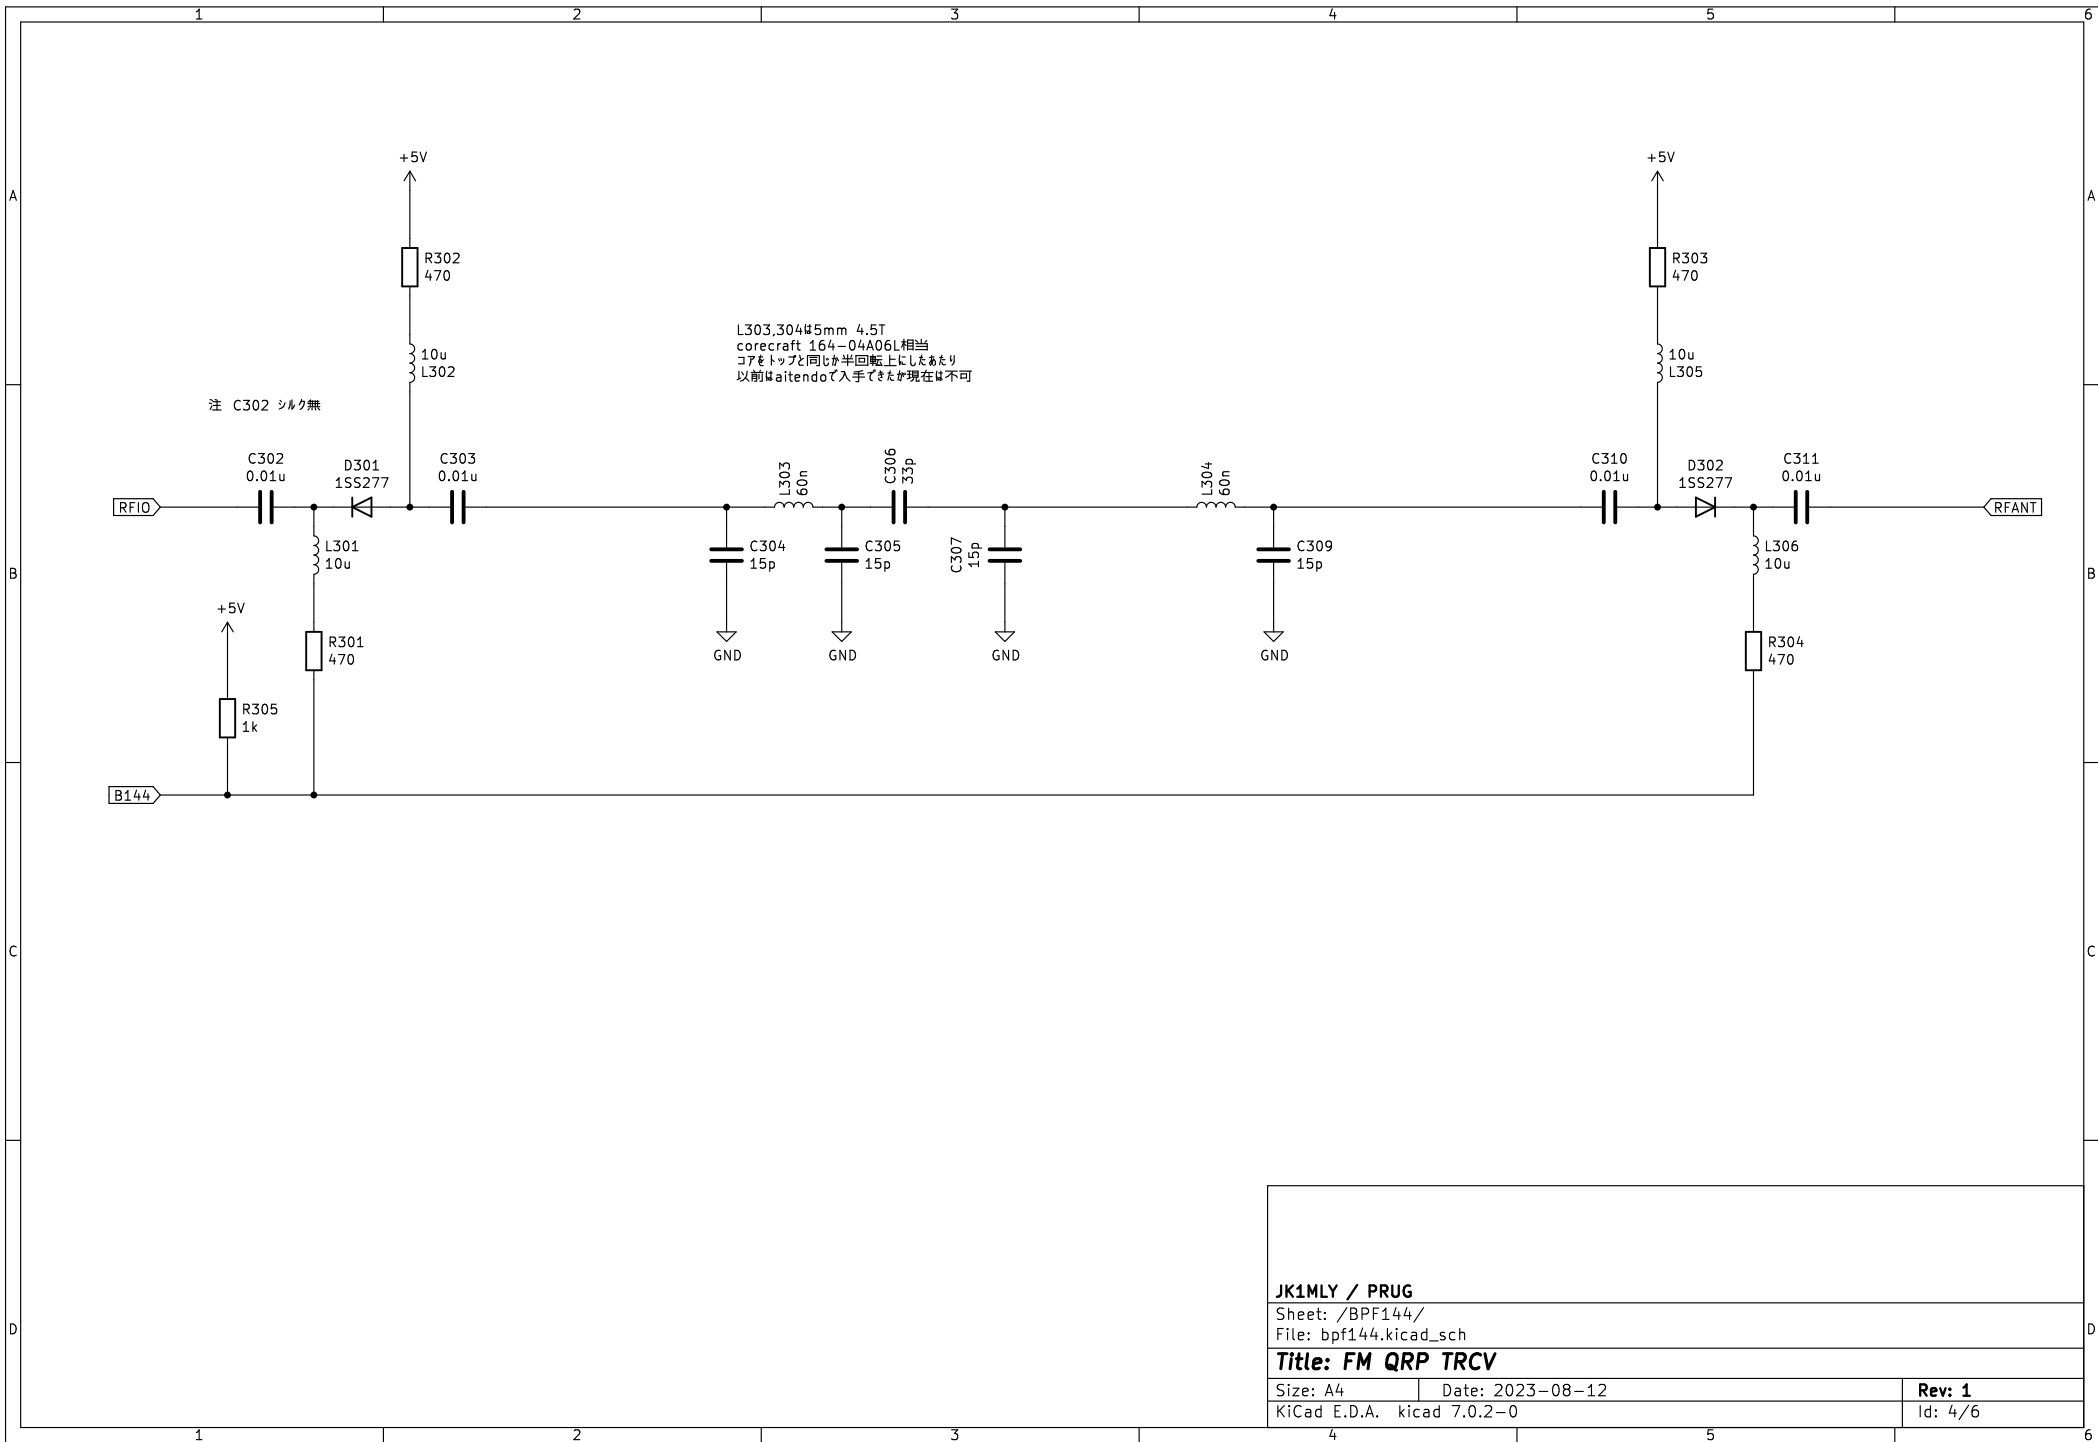 1 2 3 4 5 6
A A
+5V +5V
R302
470
R303
470
L303,304は5mm 4.5T
corecraft 164-04A06L相当
コアをトップと同じか半回転上にしたあたり
以前はaitendoで入手できたが現在は不可
10u
L302
10u
L305
注 C302 シルク無
C302
0.01u
D301
1SS277
C303
0.01u
L303
60n
C306
33p
L304
60n
C310
0.01u
D302
1SS277
C311
0.01u
RFIO
RFANT
L301
10u
C304
15p
C305
15p
C307
15p
C309
15p
L306
10u
B B
+5V
R301
470
GND GND GND GND
R304
470
R305
1k
B144
C C
JK1MLY / PRUG
Sheet: /BPF144/
File: bpf144.kicad_sch
D D
Title: FM QRP TRCV
Size: A4 Date: 2023-08-12 Rev: 1
KiCad E.D.A. kicad 7.0.2-0 Id: 4/6
1 2 3 4 5 6